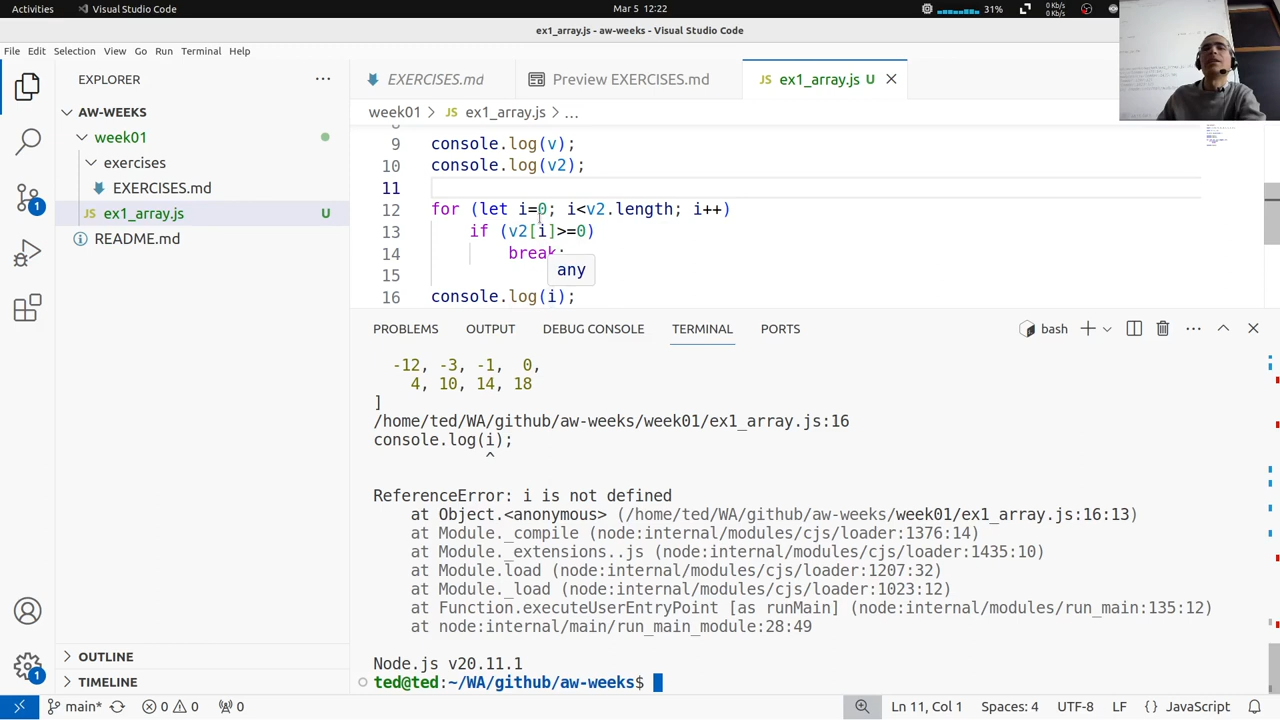 Activities
Visual Studio Code
Mar 5 12:22
31%
0 Kb/s
0 Kb/s
ex1_array.js - aw-weeks - Visual Studio Code
File Edit Selection View Go Run Terminal Help
EXPLORER
EXERCISES.md
Preview EXERCISES.md
JS ex1_array.js U
AW-WEEKS
week01
exercises
EXERCISES.md
JS ex1_array.js U
README.md
week01 > JS ex1_array.js > ...
9 console.log(v);
10 console.log(v2);
11
12 for (let i=0; i<v2.length; i++)
13 if (v2[i]>=0)
14 break;
any
15
16 console.log(i);
1
1
PROBLEMS OUTPUT DEBUG CONSOLE TERMINAL PORTS
bash
-12, -3, -1, 0,
4, 10, 14, 18
]
/home/ted/WA/github/aw-weeks/week01/ex1_array.js:16
console.log(i);
^
ReferenceError: i is not defined
at Object.<anonymous> (/home/ted/WA/github/aw-weeks/week01/ex1_array.js:16:13)
at Module._compile (node:internal/modules/cjs/loader:1376:14)
at Module._extensions..js (node:internal/modules/cjs/loader:1435:10)
at Module.load (node:internal/modules/cjs/loader:1207:32)
at Module._load (node:internal/modules/cjs/loader:1023:12)
at Function.executeUserEntryPoint [as runMain] (node:internal/modules/run_main:135:12)
at node:internal/main/run_main_module:28:49
Node.js v20.11.1
ted@ted:~/WA/github/aw-weeks$
OUTLINE
TIMELINE
main* 0 0 0
Ln 11, Col 1 Spaces: 4 UTF-8 LF {} JavaScript